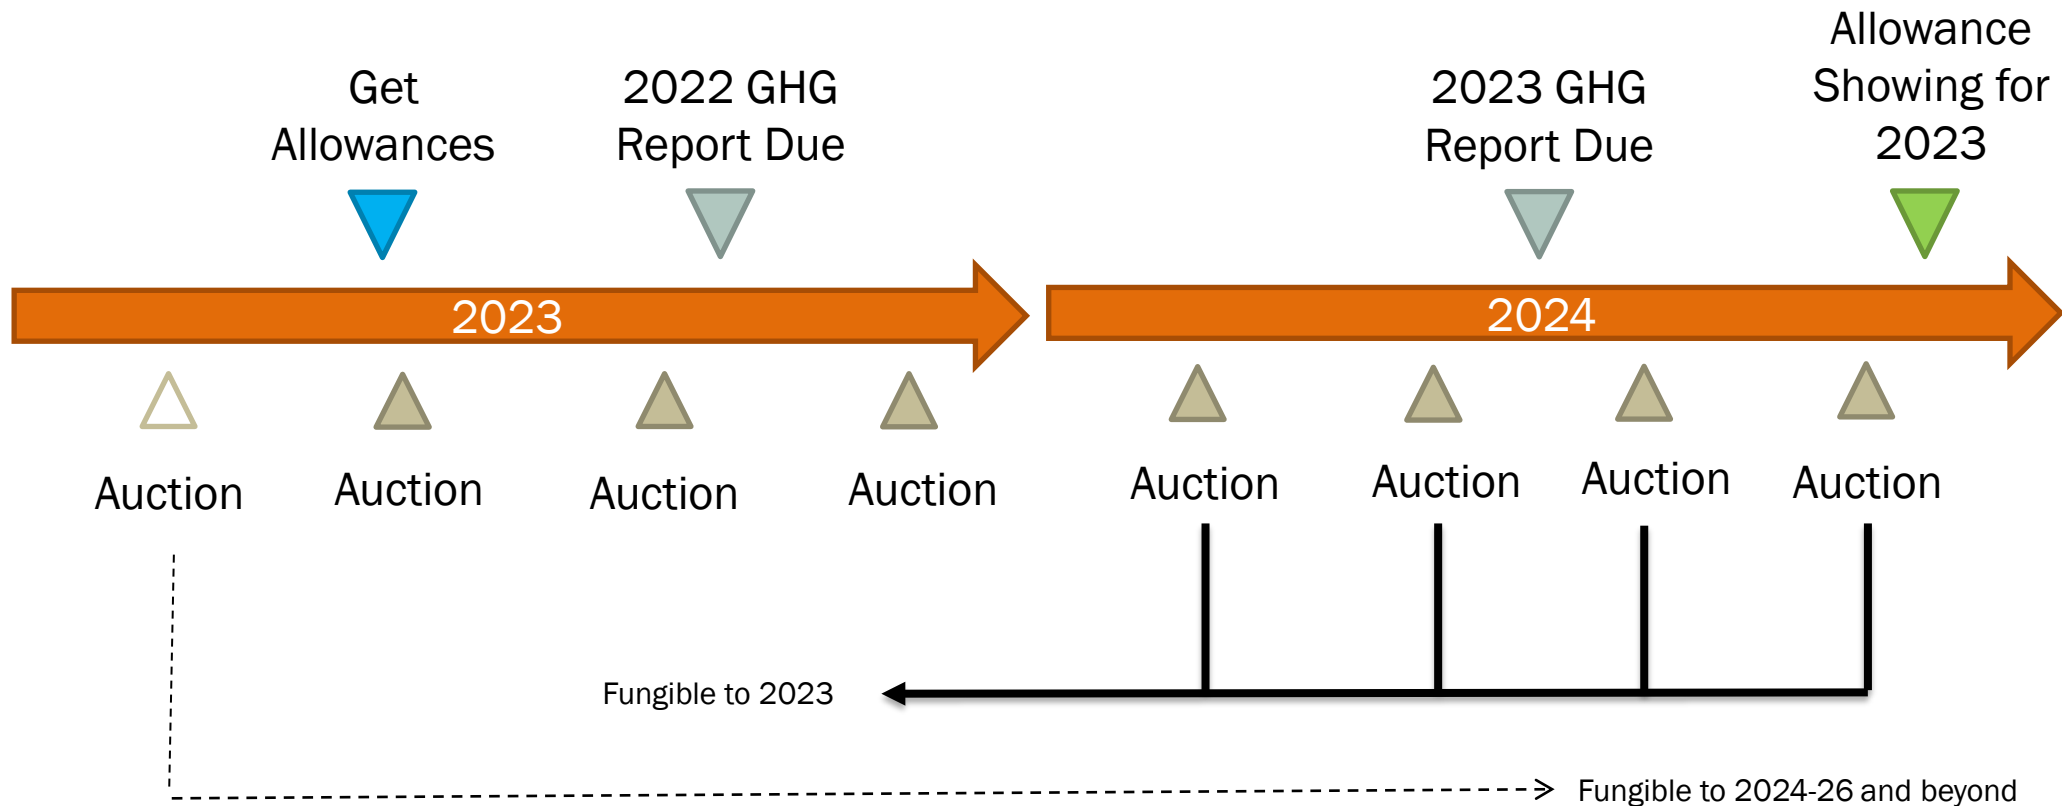 Get
Allowances
2022 GHG
Report Due
2023 GHG
Report Due
Allowance
Showing for
2023
2023
2024
Auction
Auction
Auction
Auction
Auction
Auction
Auction
Auction
Fungible to 2023
Fungible to 2024-26 and beyond